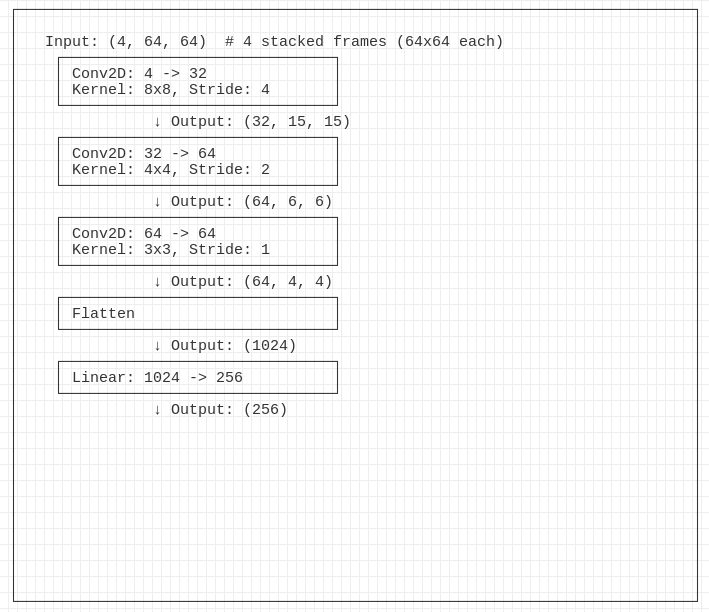 Input: (4, 64, 64)  # 4 stacked frames (64x64 each)
Conv2D: 4 -> 32
Kernel: 8x8, Stride: 4
↓ Output: (32, 15, 15)
Conv2D: 32 -> 64
Kernel: 4x4, Stride: 2
↓ Output: (64, 6, 6)
Conv2D: 64 -> 64
Kernel: 3x3, Stride: 1
↓ Output: (64, 4, 4)
Flatten
↓ Output: (1024)
Linear: 1024 -> 256
↓ Output: (256)